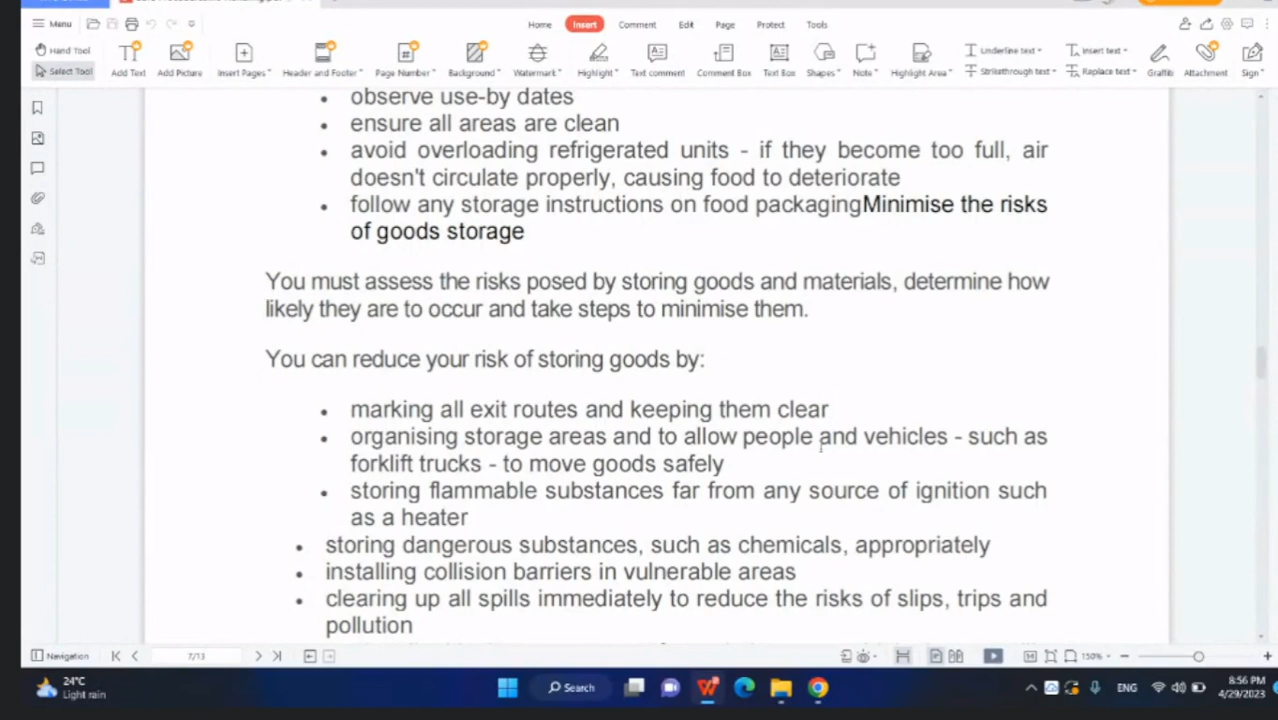 Menu
Home
Insert
Comment
Edit
Page
Protect
Tools
Hand Tool
Select Tool
Add Text
Add Picture
Insert Pages
Header and Footer
Page Number
Background
Watermark
Highlight
Text comment
Comment Box
Text Box
Shapes
Note
Highlight Area
Underline text
Strikethrough text
Insert text
Replace text
Graffiti
Attachment
Sign
• observe use-by dates
• ensure all areas are clean
• avoid overloading refrigerated units - if they become too full, air
doesn't circulate properly, causing food to deteriorate
• follow any storage instructions on food packagingMinimise the risks
of goods storage
You must assess the risks posed by storing goods and materials, determine how
likely they are to occur and take steps to minimise them.
You can reduce your risk of storing goods by:
• marking all exit routes and keeping them clear
• organising storage areas and to allow people and vehicles - such as
forklift trucks - to move goods safely
• storing flammable substances far from any source of ignition such
as a heater
• storing dangerous substances, such as chemicals, appropriately
• installing collision barriers in vulnerable areas
• clearing up all spills immediately to reduce the risks of slips, trips and
pollution
Navigation
7/13
150%
24°C
Light rain
Search
ENG
8:56 PM
4/29/2023